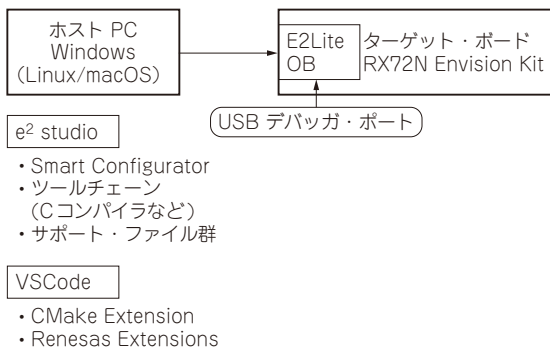 ホスト PC
Windows
(Linux/macOS)
E2Lite
OB
ターゲット・ボード
RX72N Envision Kit
USB デバッガ・ポート
e² studio
・Smart Configurator
・ツールチェーン
(Cコンパイラなど)
・サポート・ファイル群
VSCode
・CMake Extension
・Renesas Extensions